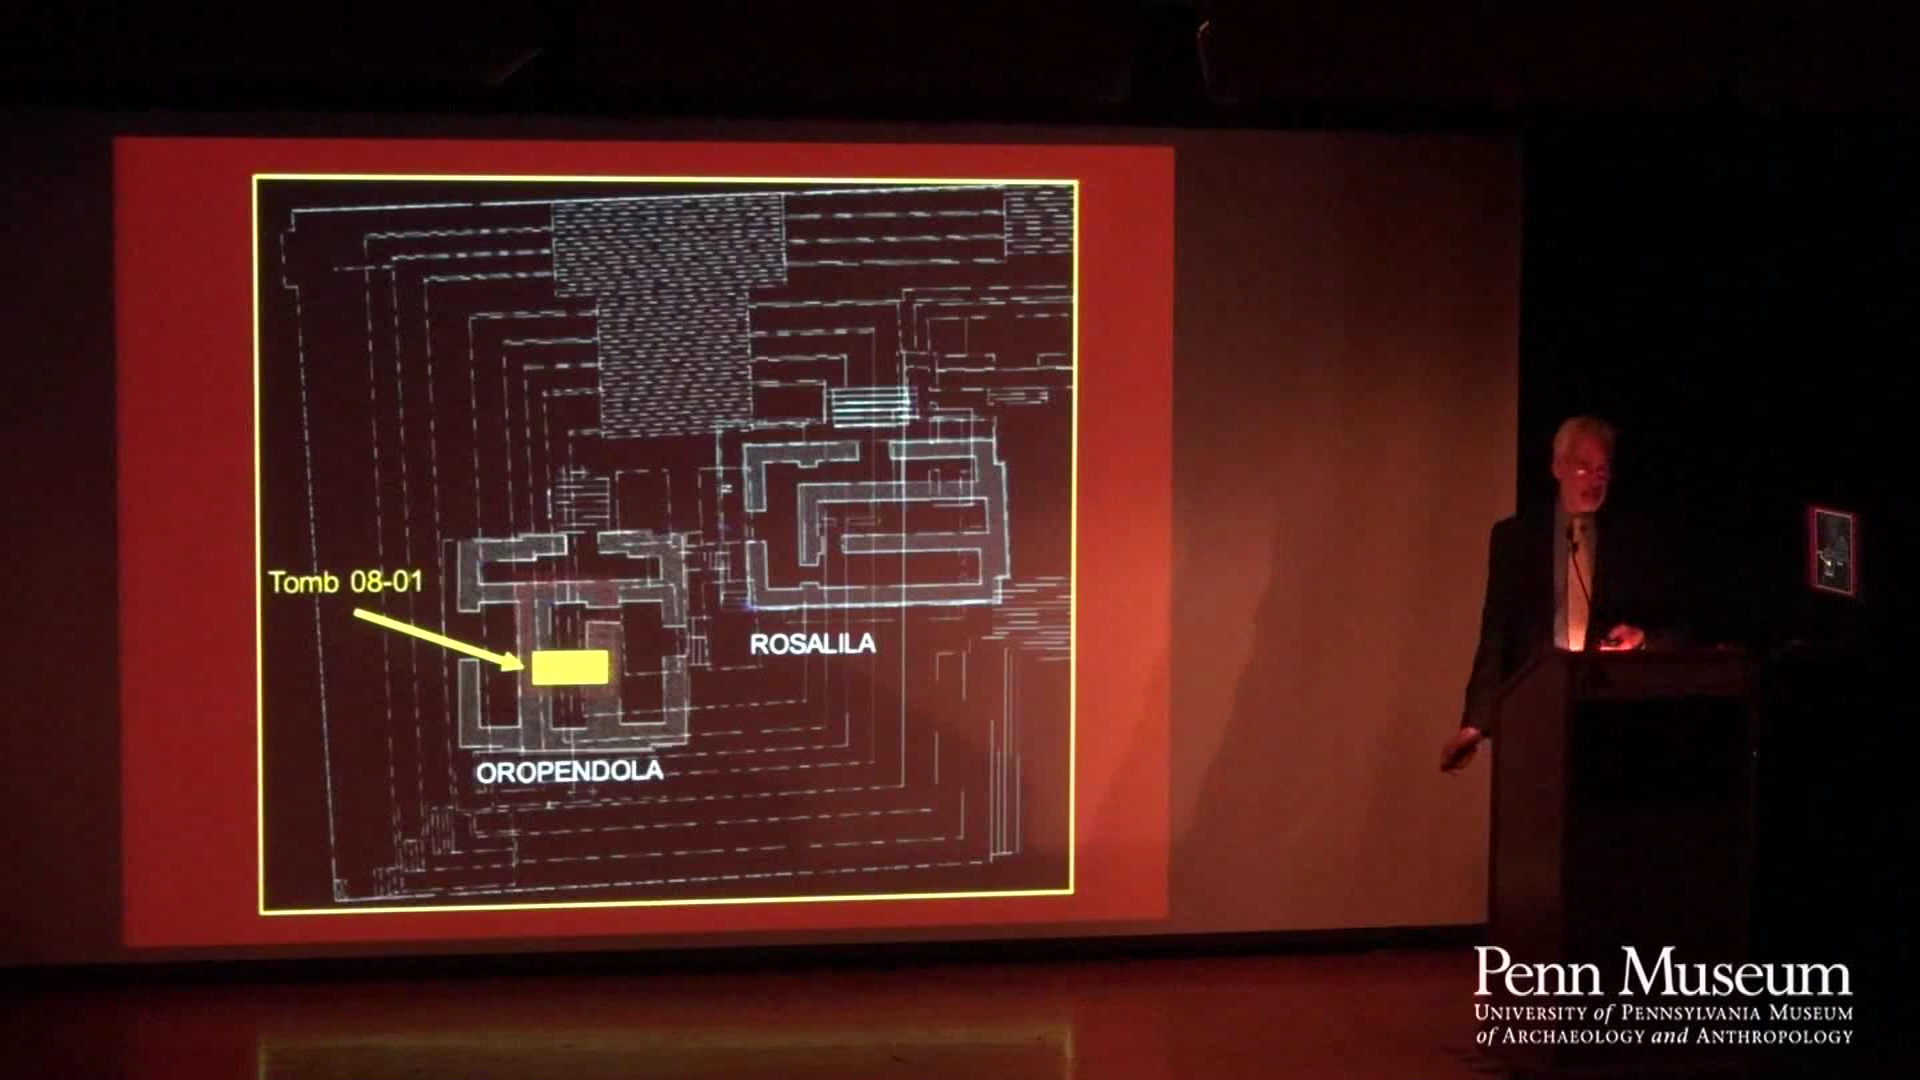 Tomb 08-01
ROSALILA
OROPENDOLA
Penn Museum
UNIVERSITY of PENNSYLVANIA MUSEUM
of ARCHAEOLOGY and ANTHROPOLOGY